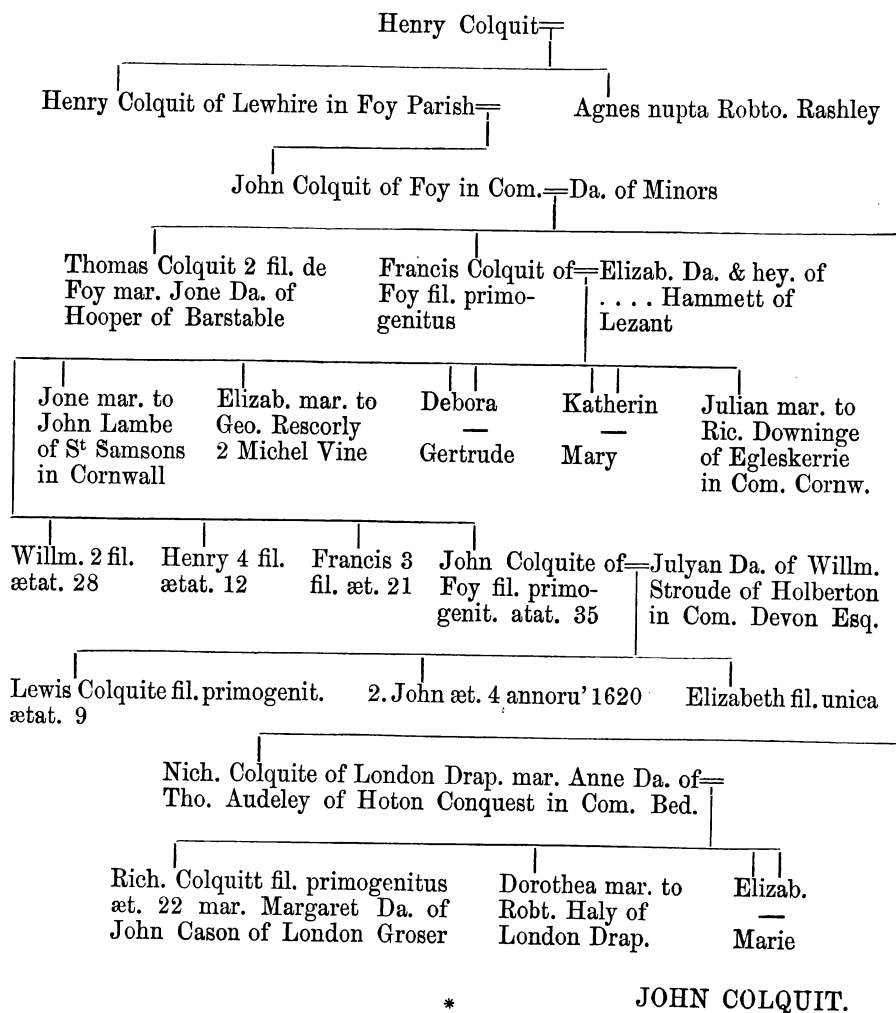 Henry Colquit=
Henry Colquit of Lewhire in Foy Parish=
Agnes nupta Robto. Rashley
John Colquit of Foy in Com.=Da. of Minors
Thomas Colquit 2 fil. de
Foy mar. Jone Da. of
Hooper of Barstable
Francis Colquit of=Elizab. Da. & hey. of
Foy fil. primo-
genitus
. . . . Hammett of
Lezant
Jone mar. to
John Lambe
of St Samsons
in Cornwall
Elizab. mar. to
Geo. Rescorly
2 Michel Vine
Debora
—
Gertrude
Katherin
—
Mary
Julian mar. to
Ric. Downinge
of Egleskerrie
in Com. Cornw.
Willm. 2 fil.
ætat. 28
Henry 4 fil.
ætat. 12
Francis 3
fil. æt. 21
John Colquite of=Julyan Da. of Willm.
Foy fil. primo-
genit. atat. 35
Stroude of Holberton
in Com. Devon Esq.
Lewis Colquite fil. primogenit.
ætat. 9
2. John æt. 4 annoru' 1620
Elizabeth fil. unica
Nich. Colquite of London Drap. mar. Anne Da. of=
Tho. Audeley of Hoton Conquest in Com. Bed.
Rich. Colquitt fil. primogenitus
æt. 22 mar. Margaret Da. of
John Cason of London Groser
Dorothea mar. to
Robt. Haly of
London Drap.
Elizab.
—
Marie
* JOHN COLQUIT.